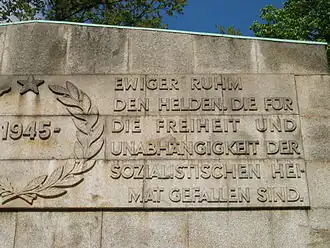 1945-
EWIGER RUHM
DEN HELDEN, DIE FÜR
DIE FREIHEIT UND
UNABHÄNGIGKEIT DER
SOZIALISTISCHEN HEI-
MAT GEFALLEN SIND.